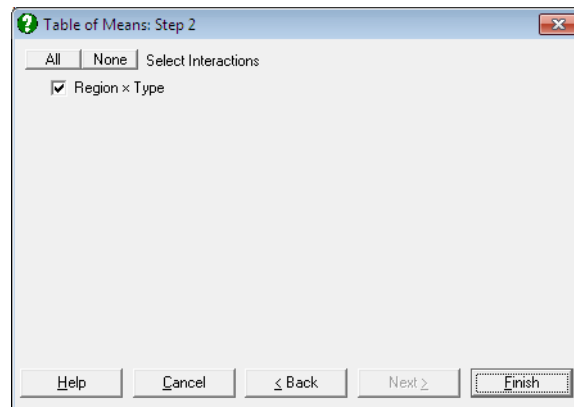 Table of Means: Step 2
All None Select Interactions
Region × Type
Help Cancel < Back Next > Finish